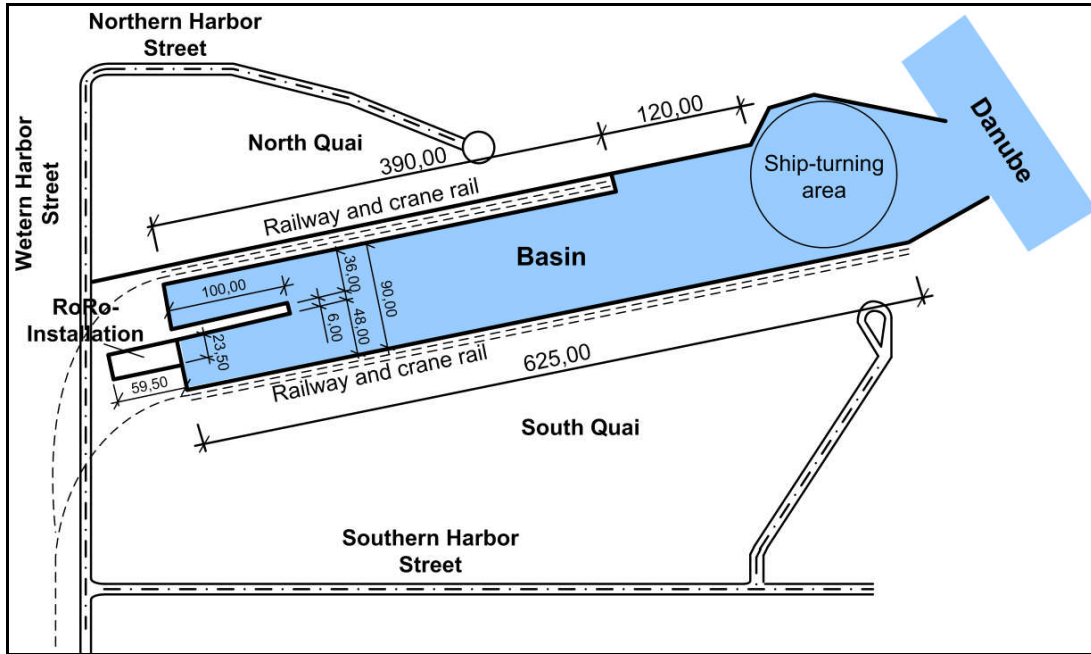 Northern Harbor
Street
Wetern Harbor
Street
North Quai
390,00
120,00
Railway and crane rail
Danube
Ship-turning
area
Basin
100,00
36,00
90,00
6,00
48,00
RoRø-
Installation
23,50
59,50
Railway and crane rail
625,00
South Quai
Southern Harbor
Street